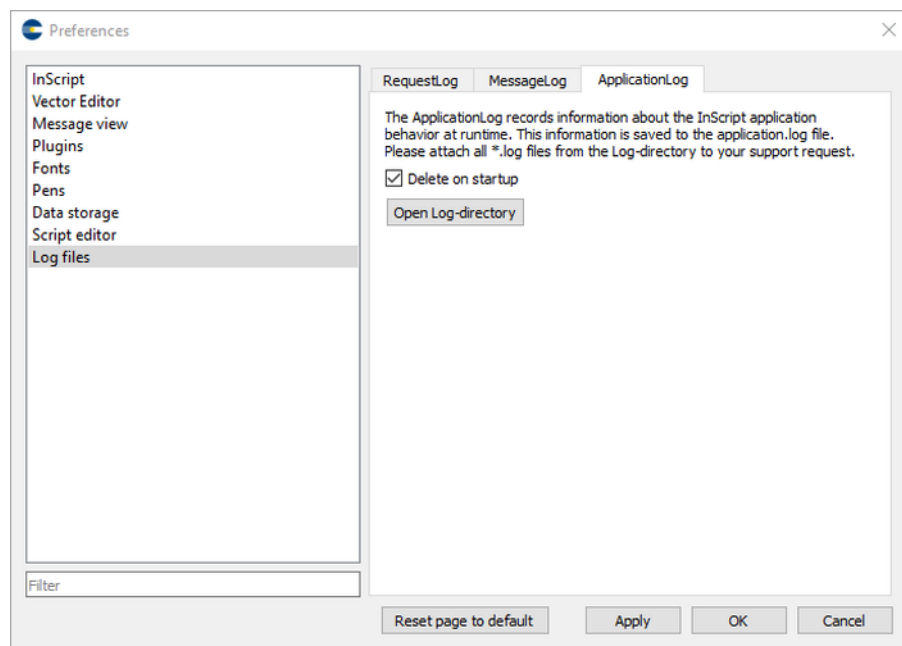 Preferences
InScript
Vector Editor
Message view
Plugins
Fonts
Pens
Data storage
Script editor
Log files
Filter
RequestLog MessageLog ApplicationLog
The ApplicationLog records information about the InScript application
behavior at runtime. This information is saved to the application.log file.
Please attach all *.log files from the Log-directory to your support request.
Delete on startup
Open Log-directory
Reset page to default Apply OK Cancel